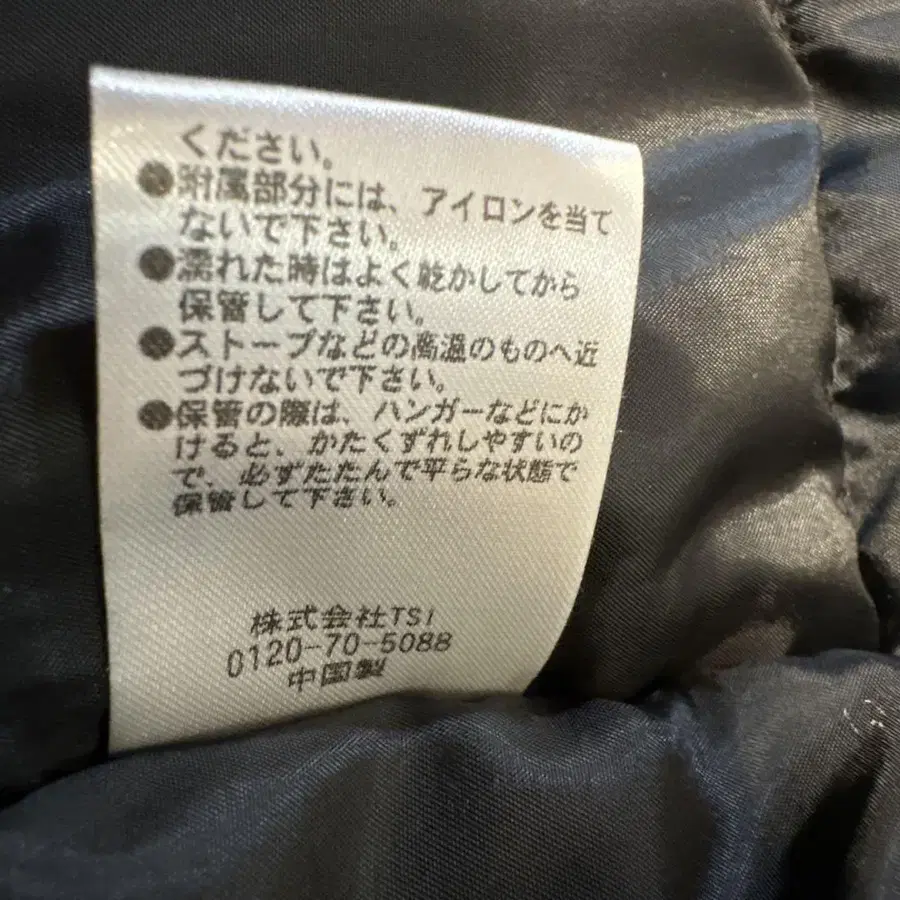 ください。
●附属部分には、アイロンを当て
ないで下さい。
●濡れた時はよく乾かしてから
保管して下さい。
●ストーブなどの高温のものへ近
づけないで下さい。
●保管の際は、ハンガーなどにか
けると、かたくずれしやすいの
で、必ずたたんで平らな状態で
保管して下さい。
株式会社TSI
0120-70-5088
中国製